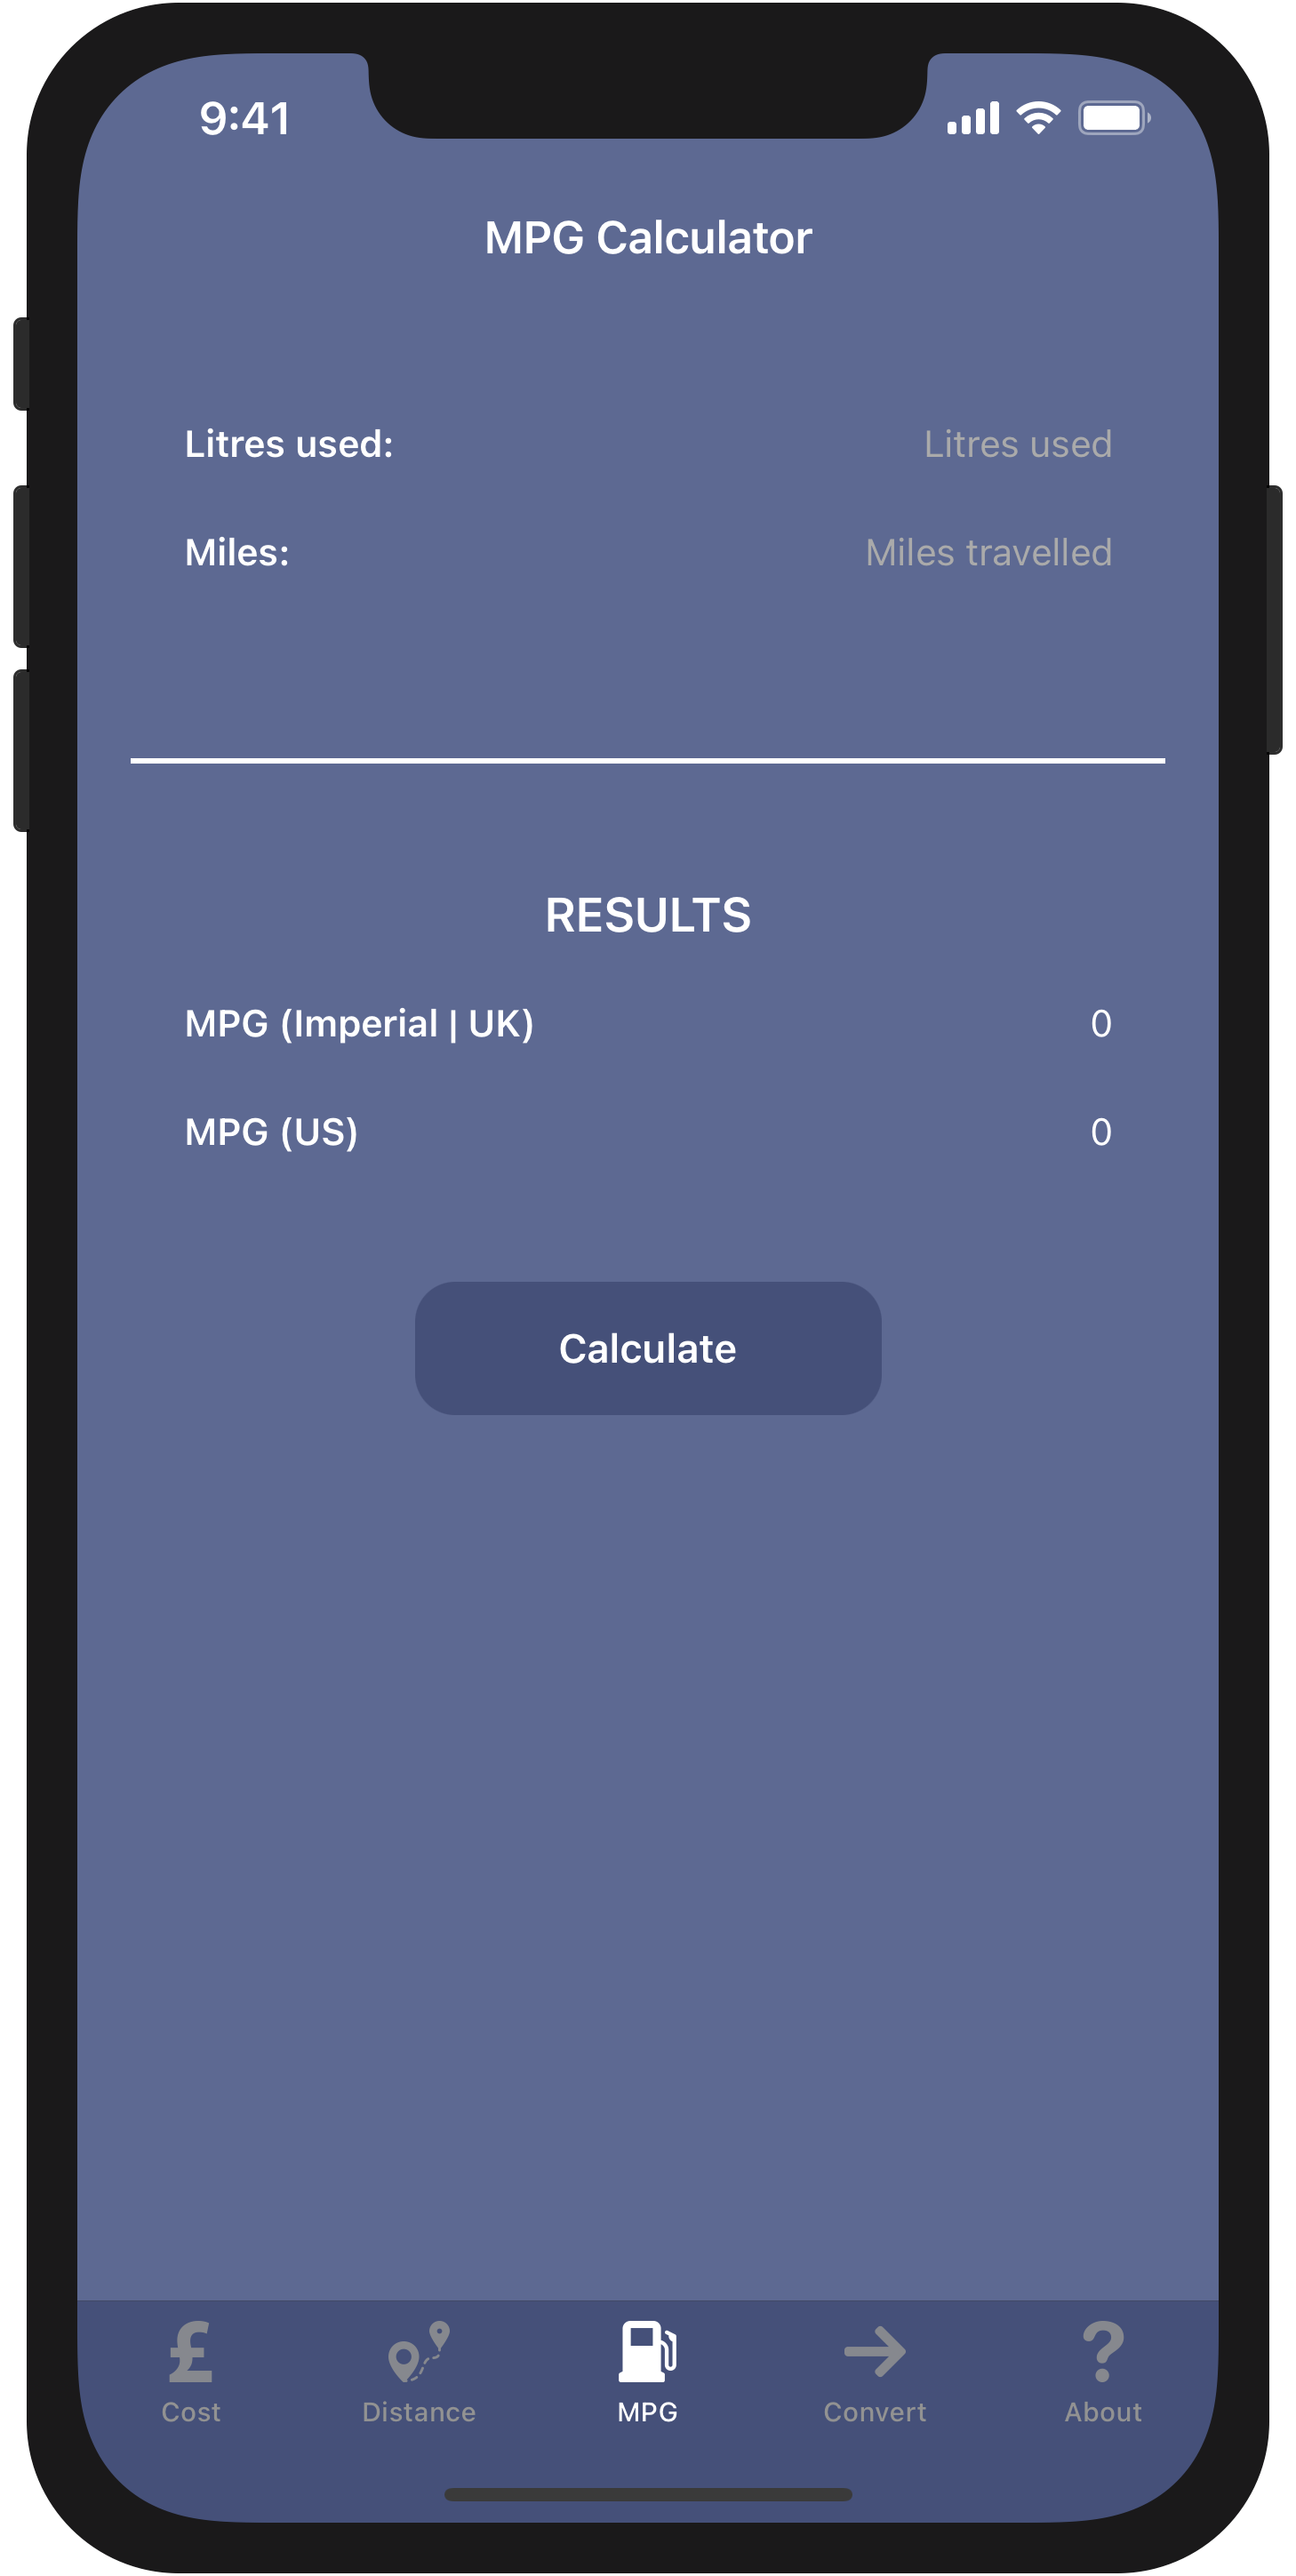 9:41
MPG Calculator
Litres used: Litres used
Miles: Miles travelled
RESULTS
MPG (Imperial | UK) 0
MPG (US) 0
Calculate
£
?
Cost Distance MPG Convert About